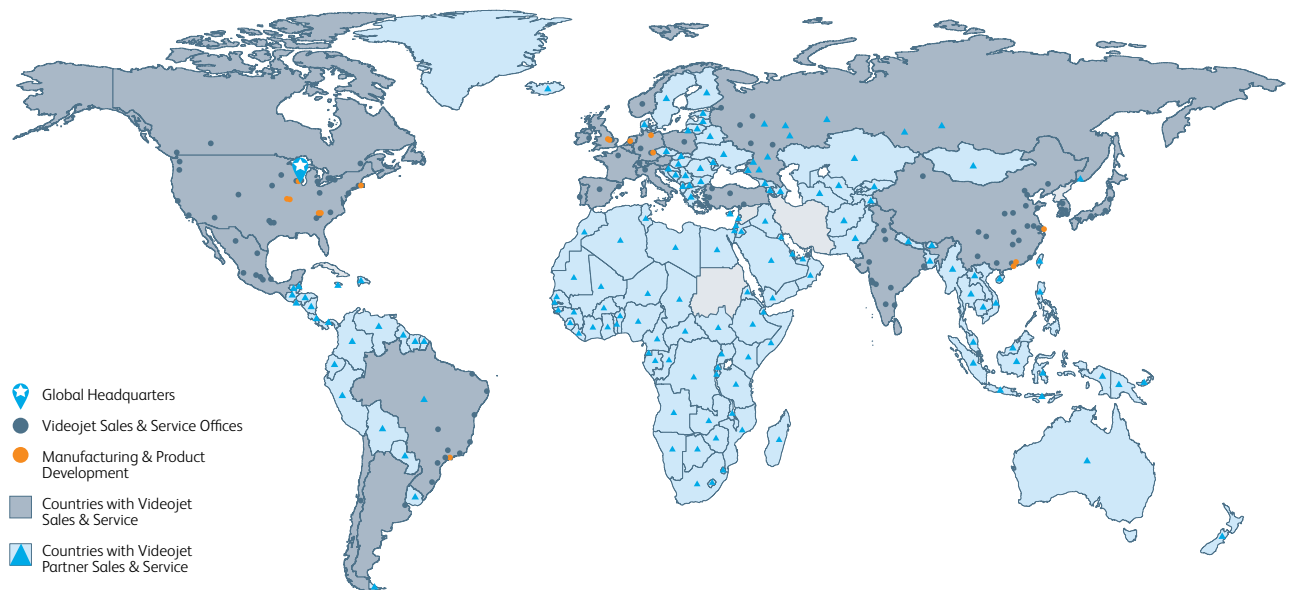 Global Headquarters
Videojet Sales & Service Offices
Manufacturing & Product
Development
Countries with Videojet
Sales & Service
Countries with Videojet
Partner Sales & Service